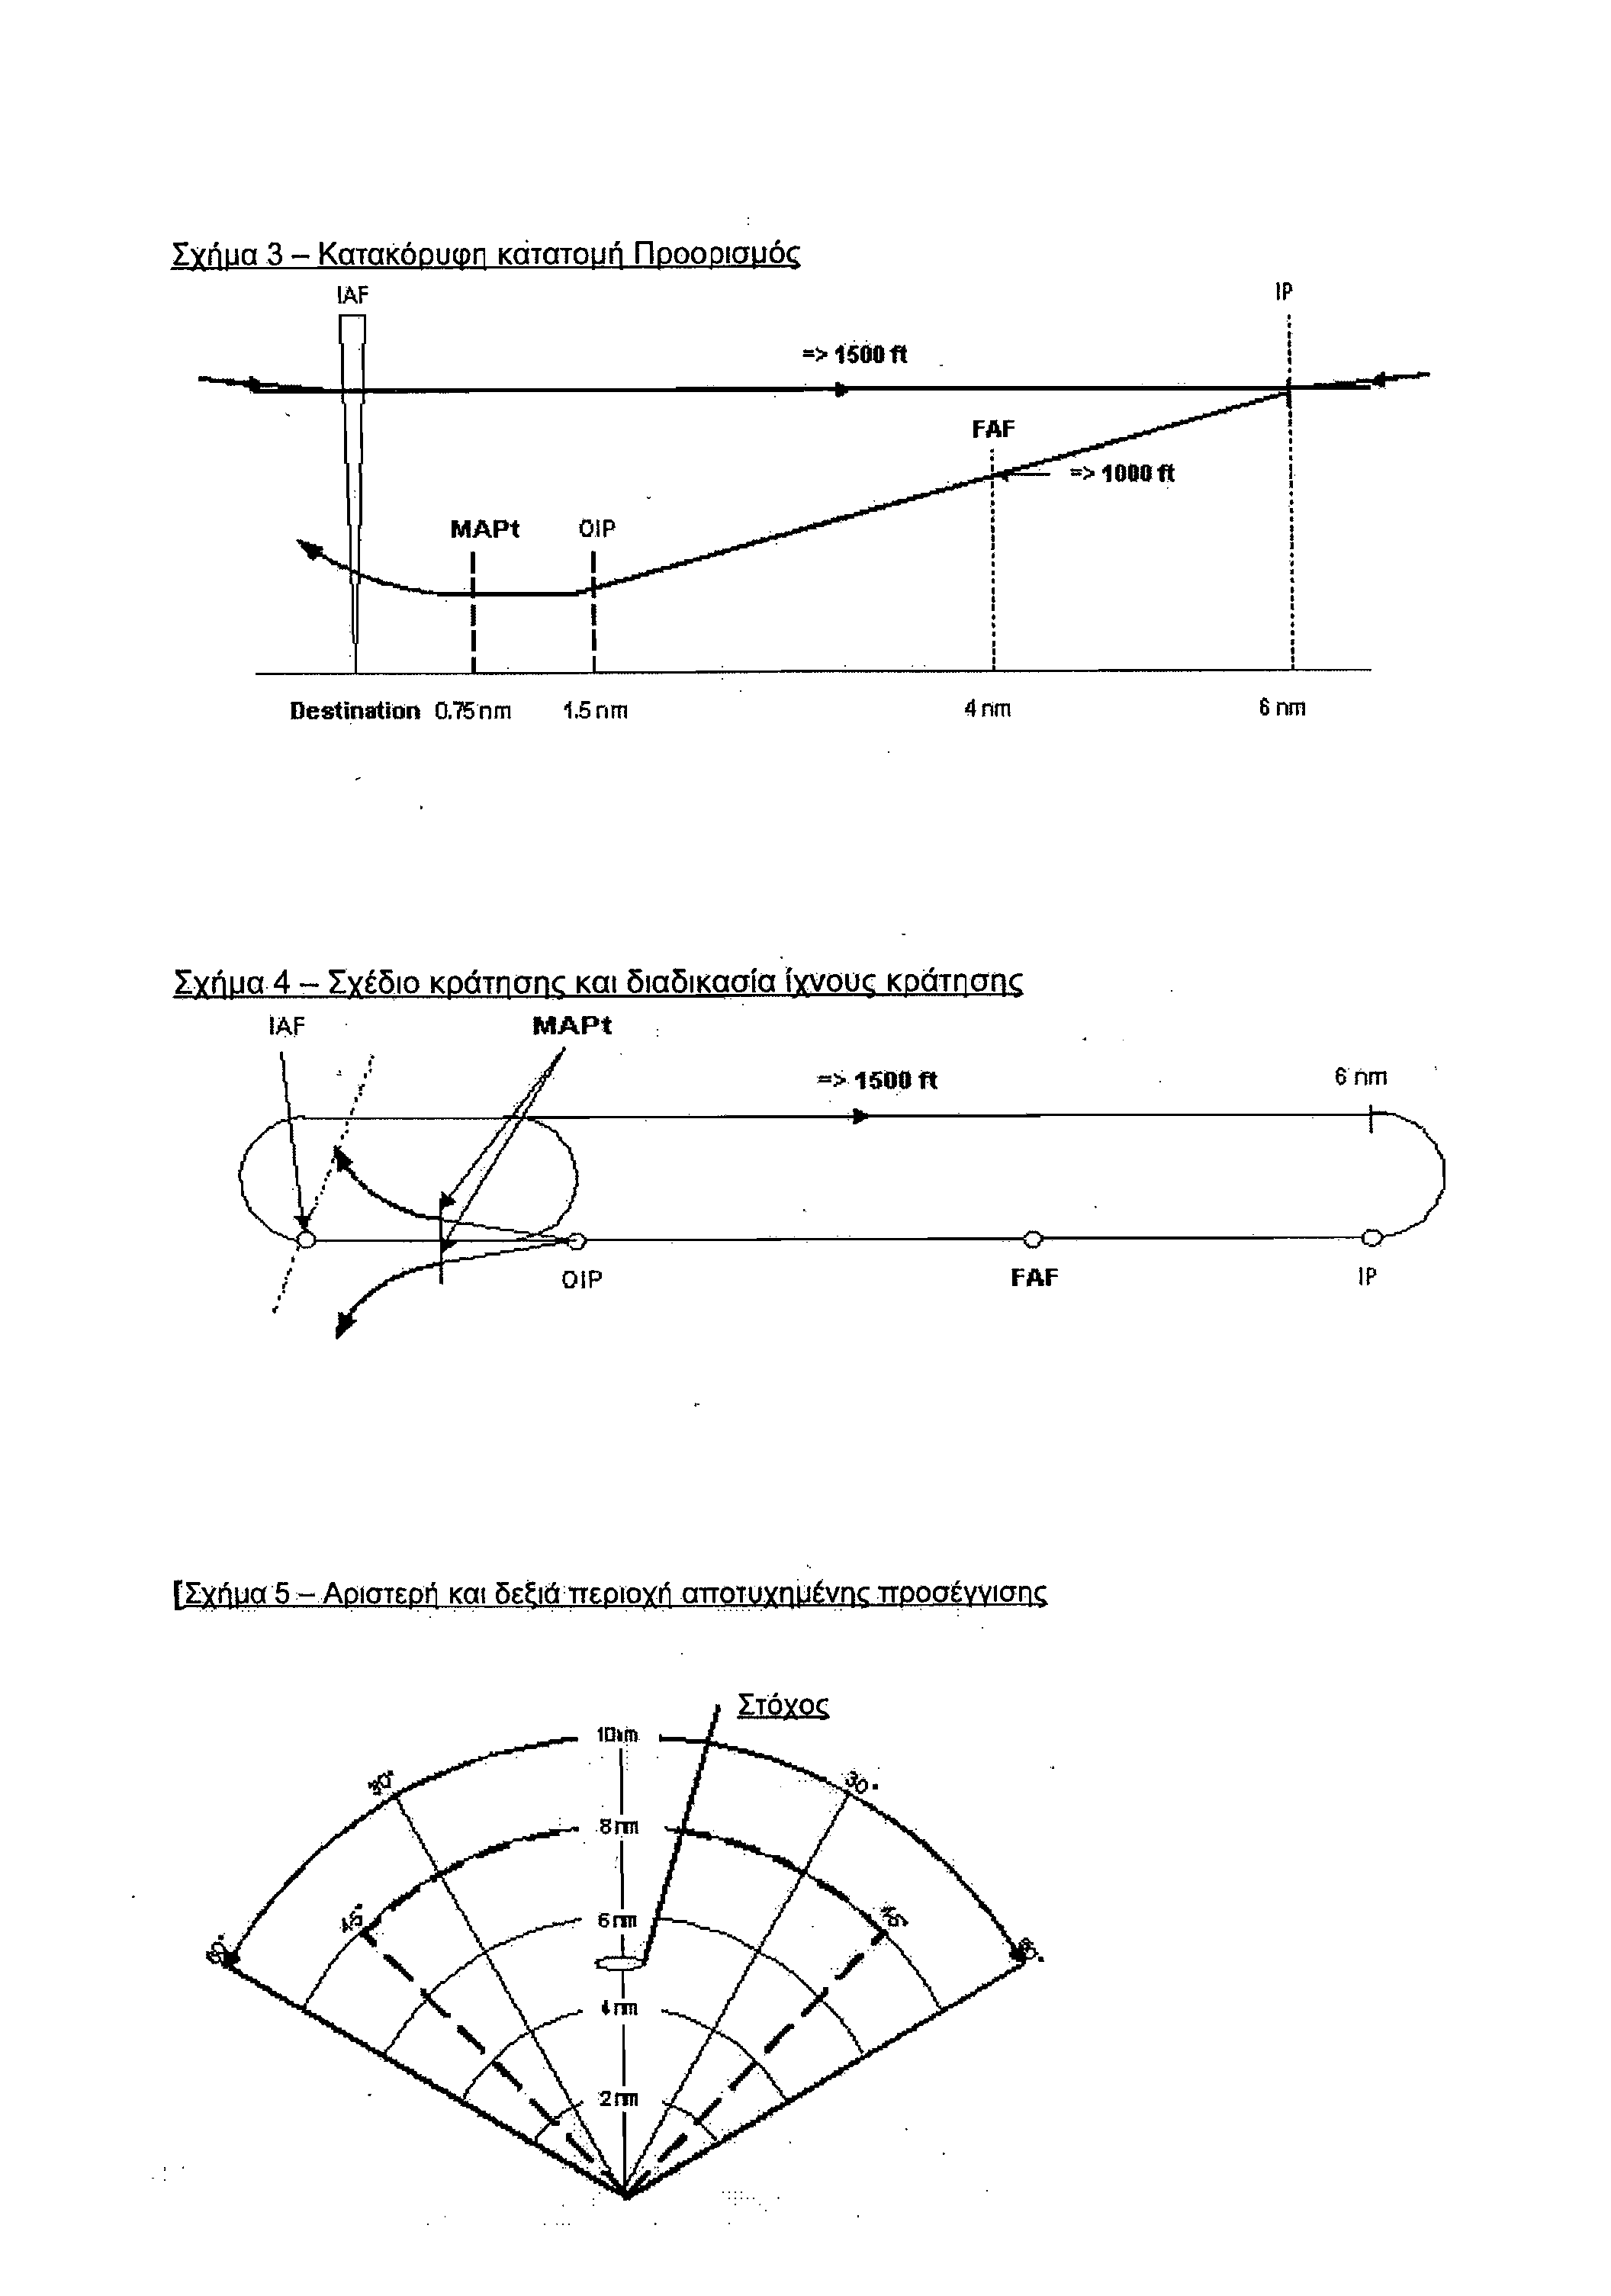 Σχήμα 3 – Κατακόρυφη κατατομή Προορισμός
IAF
IP
=> 1500 ft
FAF
=> 1000 ft
MAPt
OIP
Destination 0.75 nm 1.5 nm 4 nm 6 nm
Σχήμα 4 – Σχέδιο κράτησης και διαδικασία ίχνους κράτησης
IAF
MAPt
=> 1500 ft
6 nm
OIP
FAF
IP
[Σχήμα 5 – Αριστερή και δεξιά περιοχή αποτυχημένης προσέγγισης
Στόχος
10nm
30°
30°
8nm
45°
6nm
45°
60°
60°
4nm
2nm